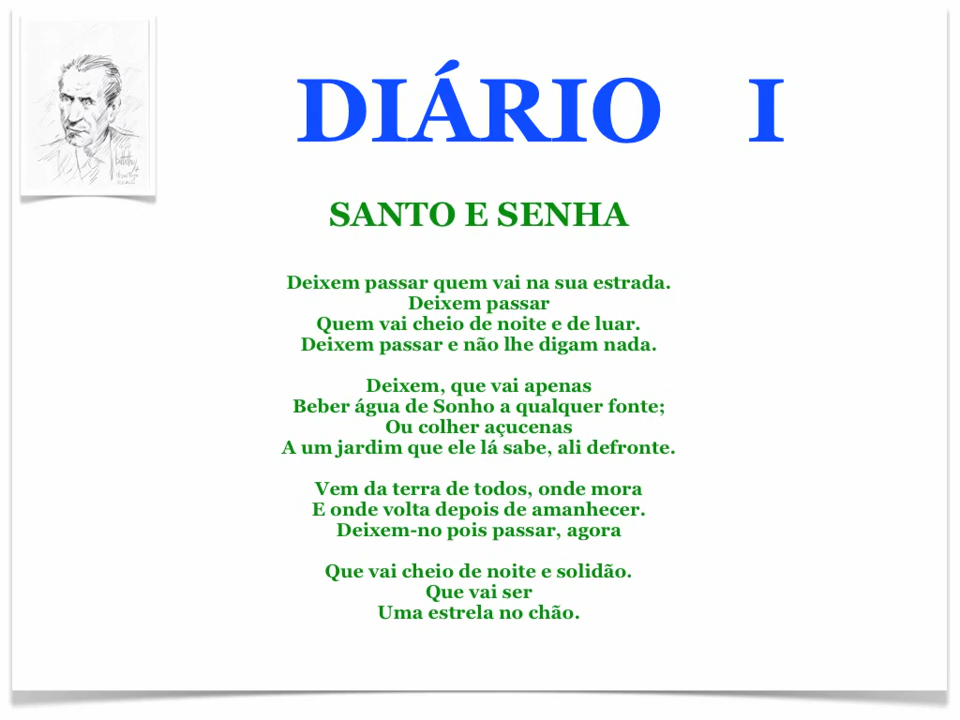 DIÁRIO I
SANTO E SENHA
Deixem passar quem vai na sua estrada.
Deixem passar
Quem vai cheio de noite e de luar.
Deixem passar e não lhe digam nada.
Deixem, que vai apenas
Beber água de Sonho a qualquer fonte;
Ou colher açucenas
A um jardim que ele lá sabe, ali defronte.
Vem da terra de todos, onde mora
E onde volta depois de amanhecer.
Deixem-no pois passar, agora
Que vai cheio de noite e solidão.
Que vai ser
Uma estrela no chão.